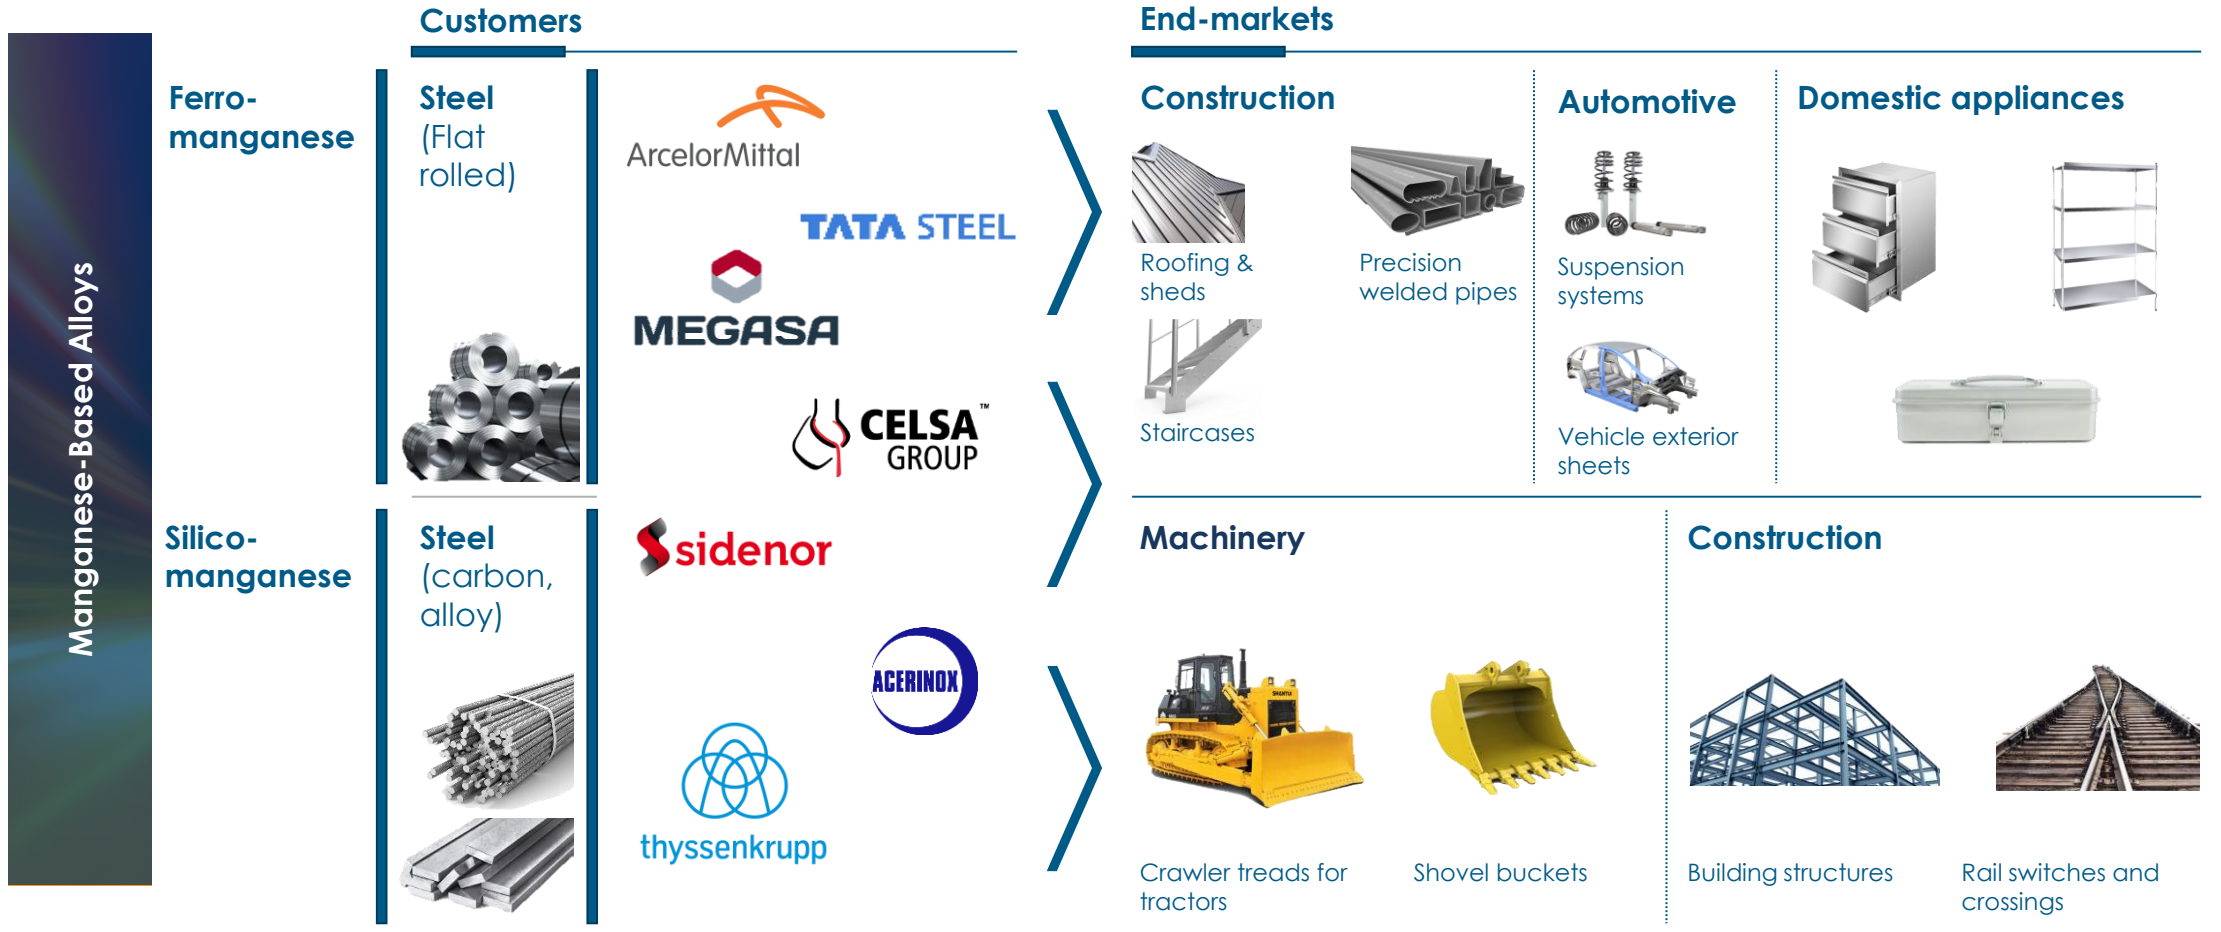 Customers
End-markets
Manganese-Based Alloys
Ferro-
manganese
Steel
(Flat
rolled)
ArcelorMittal
TATA STEEL
MEGASA
CELSA™
GROUP
Construction
Roofing &
sheds
Precision
welded pipes
Staircases
Automotive
Suspension
systems
Vehicle exterior
sheets
Domestic appliances
Silico-
manganese
Steel
(carbon,
alloy)
sidenor
ACERINOX
thyssenkrupp
Machinery
SHANTUI
Crawler treads for
tractors
Shovel buckets
Construction
Building structures
Rail switches and
crossings